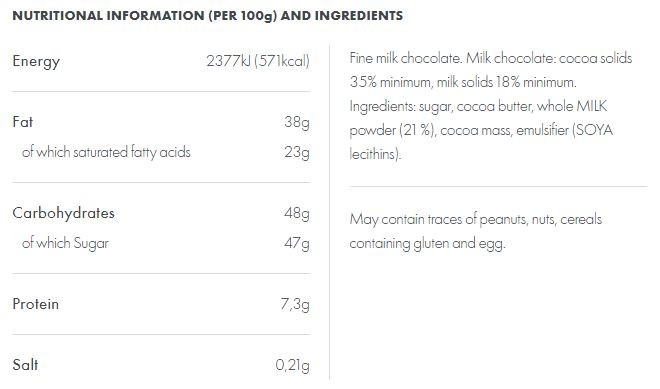 NUTRITIONAL INFORMATION (PER 100g) AND INGREDIENTS
Energy 2377kJ (571kcal)
Fat 38g
of which saturated fatty acids 23g
Carbohydrates 48g
of which Sugar 47g
Protein 7,3g
Salt 0,21g
Fine milk chocolate. Milk chocolate: cocoa solids
35% minimum, milk solids 18% minimum.
Ingredients: sugar, cocoa butter, whole MILK
powder (21 %), cocoa mass, emulsifier (SOYA
lecithins).
May contain traces of peanuts, nuts, cereals
containing gluten and egg.